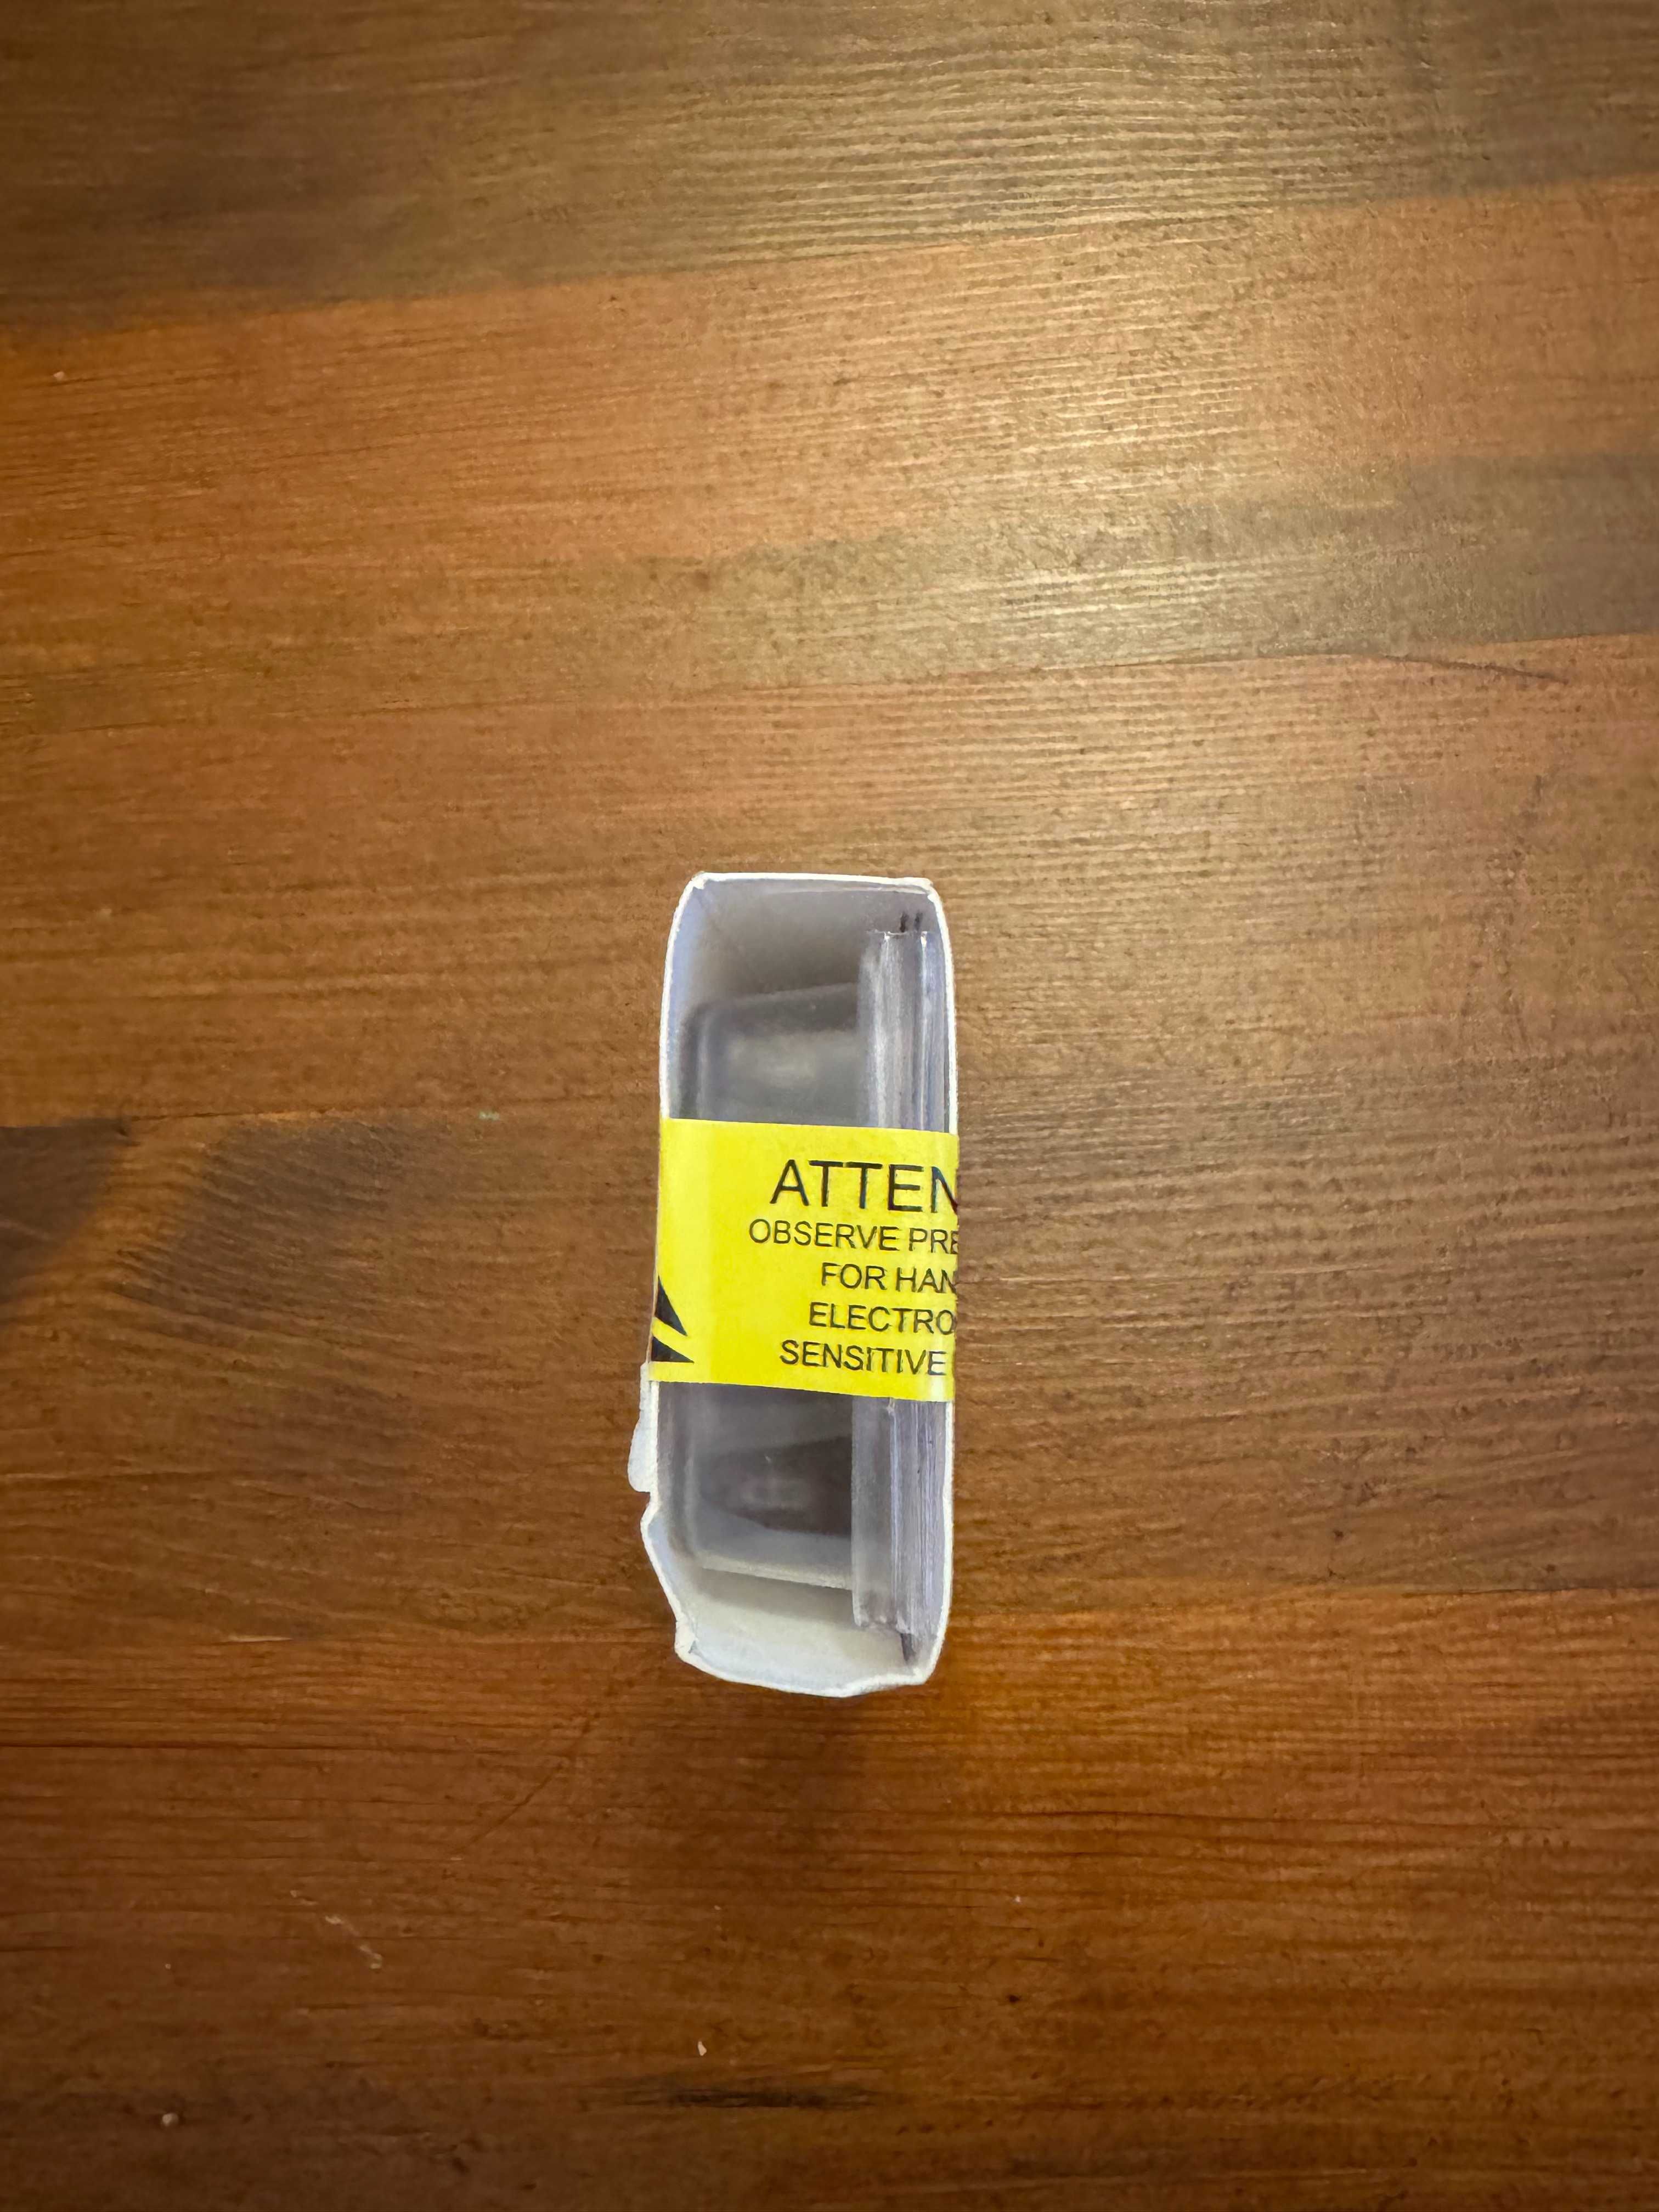 ATTEN
OBSERVE PRE
FOR HAN
ELECTRO
SENSITIVE